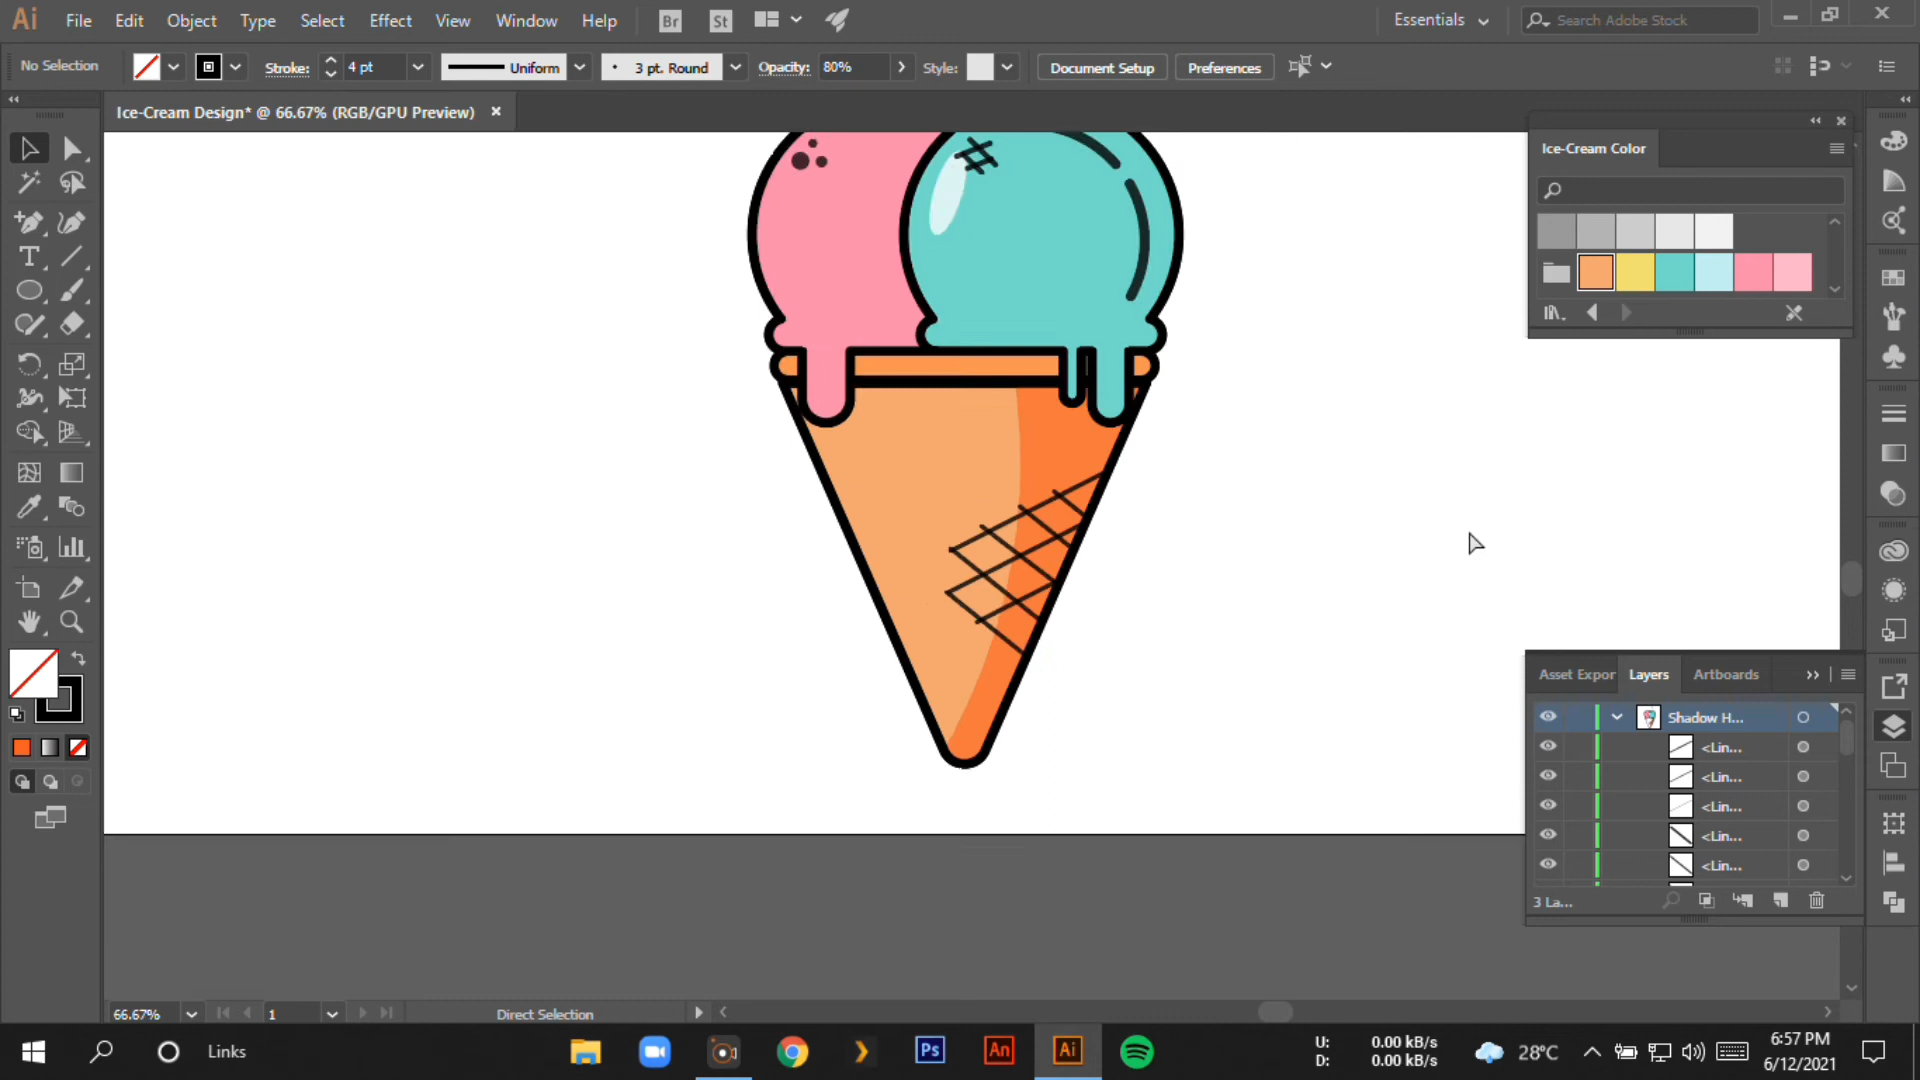 Ai File Edit Object Type Select Effect View Window Help Br St Essentials Search Adobe Stock
No Selection Stroke: 4 pt Uniform 3 pt. Round Opacity: 80% Style: Document Setup Preferences
Ice-Cream Design* @ 66.67% (RGB/GPU Preview)
Ice-Cream Color
Asset Expor Layers Artboards
Shadow H...
<Lin...
<Lin...
<Lin...
<Lin...
<Lin...
3 La...
66.67% 1 Direct Selection
Links Ps An Ai U: 0.00 kB/s D: 0.00 kB/s 28°C 6:57 PM
6/12/2021